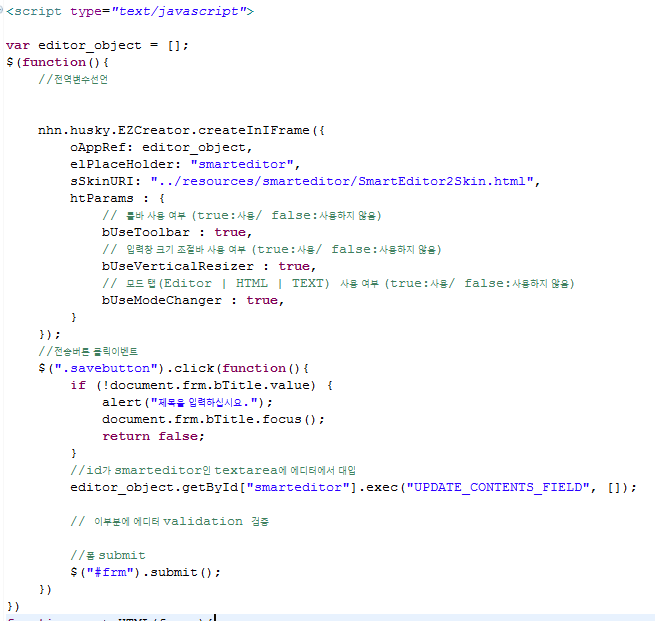 <script type="text/javascript">
var editor_object = [];
$(function(){
//전역변수선언
nhn.husky.EZCreator.createInIFrame({
oAppRef: editor_object,
elPlaceHolder: "smarteditor",
sSkinURI: "../resources/smarteditor/SmartEditor2Skin.html",
htParams : {
// 툴바 사용 여부 (true:사용/ false:사용하지 않음)
bUseToolbar : true,
// 입력창 크기 조절바 사용 여부 (true:사용/ false:사용하지 않음)
bUseVerticalResizer : true,
// 모드 탭(Editor | HTML | TEXT) 사용 여부 (true:사용/ false:사용하지 않음)
bUseModeChanger : true,
}
});
//전송버튼 클릭이벤트
$(".savebutton").click(function(){
if (!document.frm.bTitle.value) {
alert("제목을 입력하십시요.");
document.frm.bTitle.focus();
return false;
}
//id가 smarteditor인 textarea에 에디터에서 대입
editor_object.getById["smarteditor"].exec("UPDATE_CONTENTS_FIELD", []);
// 이부분에 에디터 validation 검증
//폼 submit
$("#frm").submit();
})
})